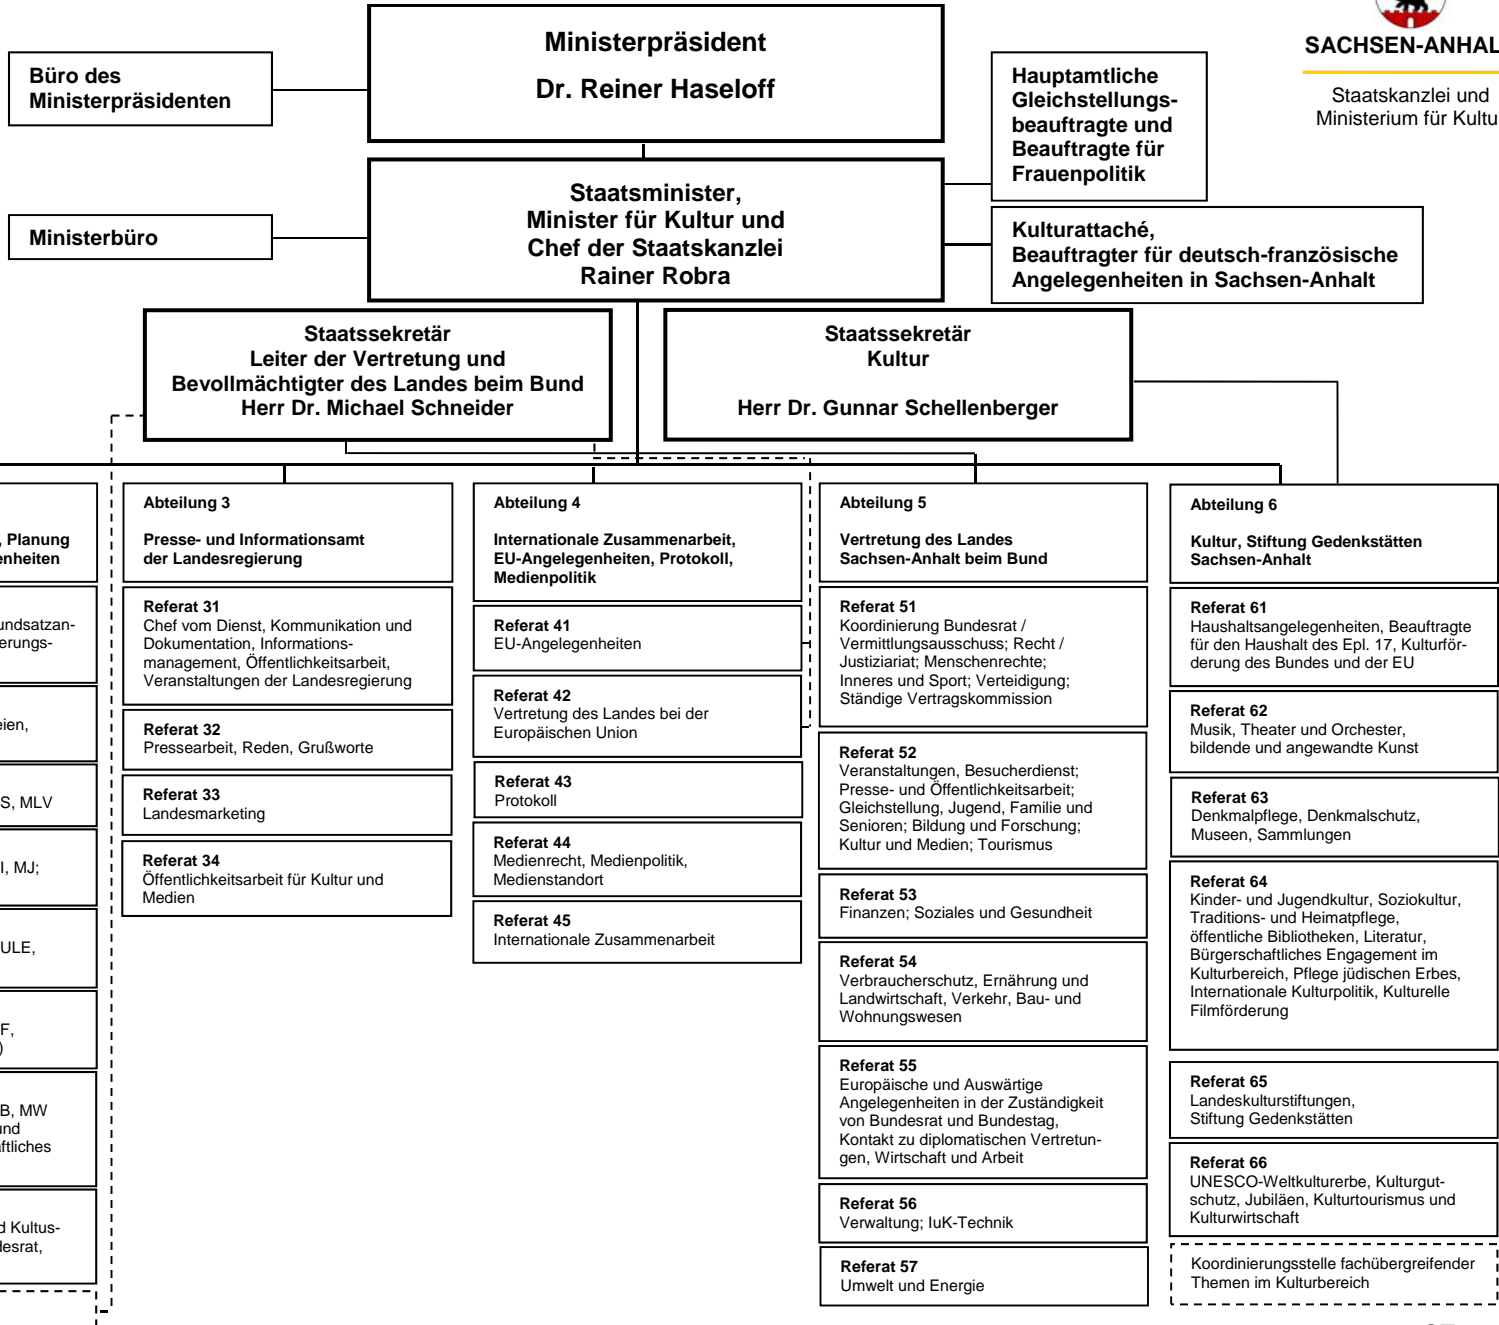 Ministerpräsident
Dr. Reiner Haseloff
SACHSEN-ANHAL
Staatskanzlei und
Ministerium für Kultu
Büro des
Ministerpräsidenten
Hauptamtliche
Gleichstellungs-
beauftragte und
Beauftragte für
Frauenpolitik
Staatsminister,
Minister für Kultur und
Chef der Staatskanzlei
Rainer Robra
Ministerbüro
Kulturattaché,
Beauftragter für deutsch-französische
Angelegenheiten in Sachsen-Anhalt
Staatssekretär
Leiter der Vertretung und
Bevollmächtigter des Landes beim Bund
Herr Dr. Michael Schneider
Staatssekretär
Kultur
Herr Dr. Gunnar Schellenberger
, Planung
enheiten
undsatzan-
erungs-
eien,
S, MLV
I, MJ;
ULE,
F,
)
B, MW
und
aftliches
d Kultus-
desrat,
Abteilung 3
Presse- und Informationsamt
der Landesregierung
Referat 31
Chef vom Dienst, Kommunikation und
Dokumentation, Informations-
management, Öffentlichkeitsarbeit,
Veranstaltungen der Landesregierung
Referat 32
Pressearbeit, Reden, Grußworte
Referat 33
Landesmarketing
Referat 34
Öffentlichkeitsarbeit für Kultur und
Medien
Abteilung 4
Internationale Zusammenarbeit,
EU-Angelegenheiten, Protokoll,
Medienpolitik
Referat 41
EU-Angelegenheiten
Referat 42
Vertretung des Landes bei der
Europäischen Union
Referat 43
Protokoll
Referat 44
Medienrecht, Medienpolitik,
Medienstandort
Referat 45
Internationale Zusammenarbeit
Abteilung 5
Vertretung des Landes
Sachsen-Anhalt beim Bund
Referat 51
Koordinierung Bundesrat /
Vermittlungsausschuss; Recht /
Justiziariat; Menschenrechte;
Inneres und Sport; Verteidigung;
Ständige Vertragskommission
Referat 52
Veranstaltungen, Besucherdienst;
Presse- und Öffentlichkeitsarbeit;
Gleichstellung, Jugend, Familie und
Senioren; Bildung und Forschung;
Kultur und Medien; Tourismus
Referat 53
Finanzen; Soziales und Gesundheit
Referat 54
Verbraucherschutz, Ernährung und
Landwirtschaft, Verkehr, Bau- und
Wohnungswesen
Referat 55
Europäische und Auswärtige
Angelegenheiten in der Zuständigkeit
von Bundesrat und Bundestag,
Kontakt zu diplomatischen Vertretun-
gen, Wirtschaft und Arbeit
Referat 56
Verwaltung; IuK-Technik
Referat 57
Umwelt und Energie
Abteilung 6
Kultur, Stiftung Gedenkstätten
Sachsen-Anhalt
Referat 61
Haushaltsangelegenheiten, Beauftragte
für den Haushalt des Epl. 17, Kulturför-
derung des Bundes und der EU
Referat 62
Musik, Theater und Orchester,
bildende und angewandte Kunst
Referat 63
Denkmalpflege, Denkmalschutz,
Museen, Sammlungen
Referat 64
Kinder- und Jugendkultur, Soziokultur,
Traditions- und Heimatpflege,
öffentliche Bibliotheken, Literatur,
Bürgerschaftliches Engagement im
Kulturbereich, Pflege jüdischen Erbes,
Internationale Kulturpolitik, Kulturelle
Filmförderung
Referat 65
Landeskulturstiftungen,
Stiftung Gedenkstätten
Referat 66
UNESCO-Weltkulturerbe, Kulturgut-
schutz, Jubiläen, Kulturtourismus und
Kulturwirtschaft
Koordinierungsstelle fachübergreifender
Themen im Kulturbereich